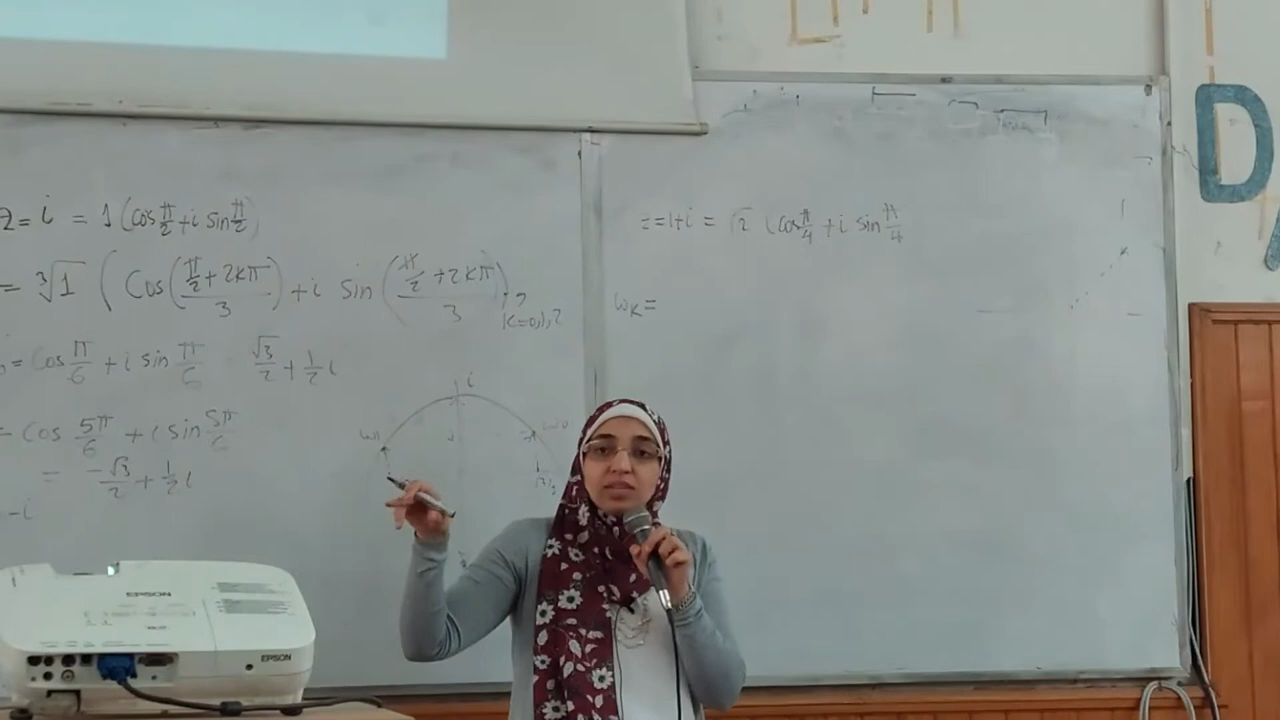 z = i = 1 (cos π/2 + i sin π/2)
= ∛1 ( Cos( (π/2 + 2kπ)/3 ) + i sin ( (π/2 + 2kπ)/3 ) ,
k=0,1,2
= cos π/6 + i sin π/6   √3/2 + 1/2 i
= cos 5π/6 + i sin 5π/6
= -√3/2 + 1/2 i
-i
i
w1
z = 1+i = √2 (cos π/4 + i sin π/4
wk =
D
EPSON
EPSON